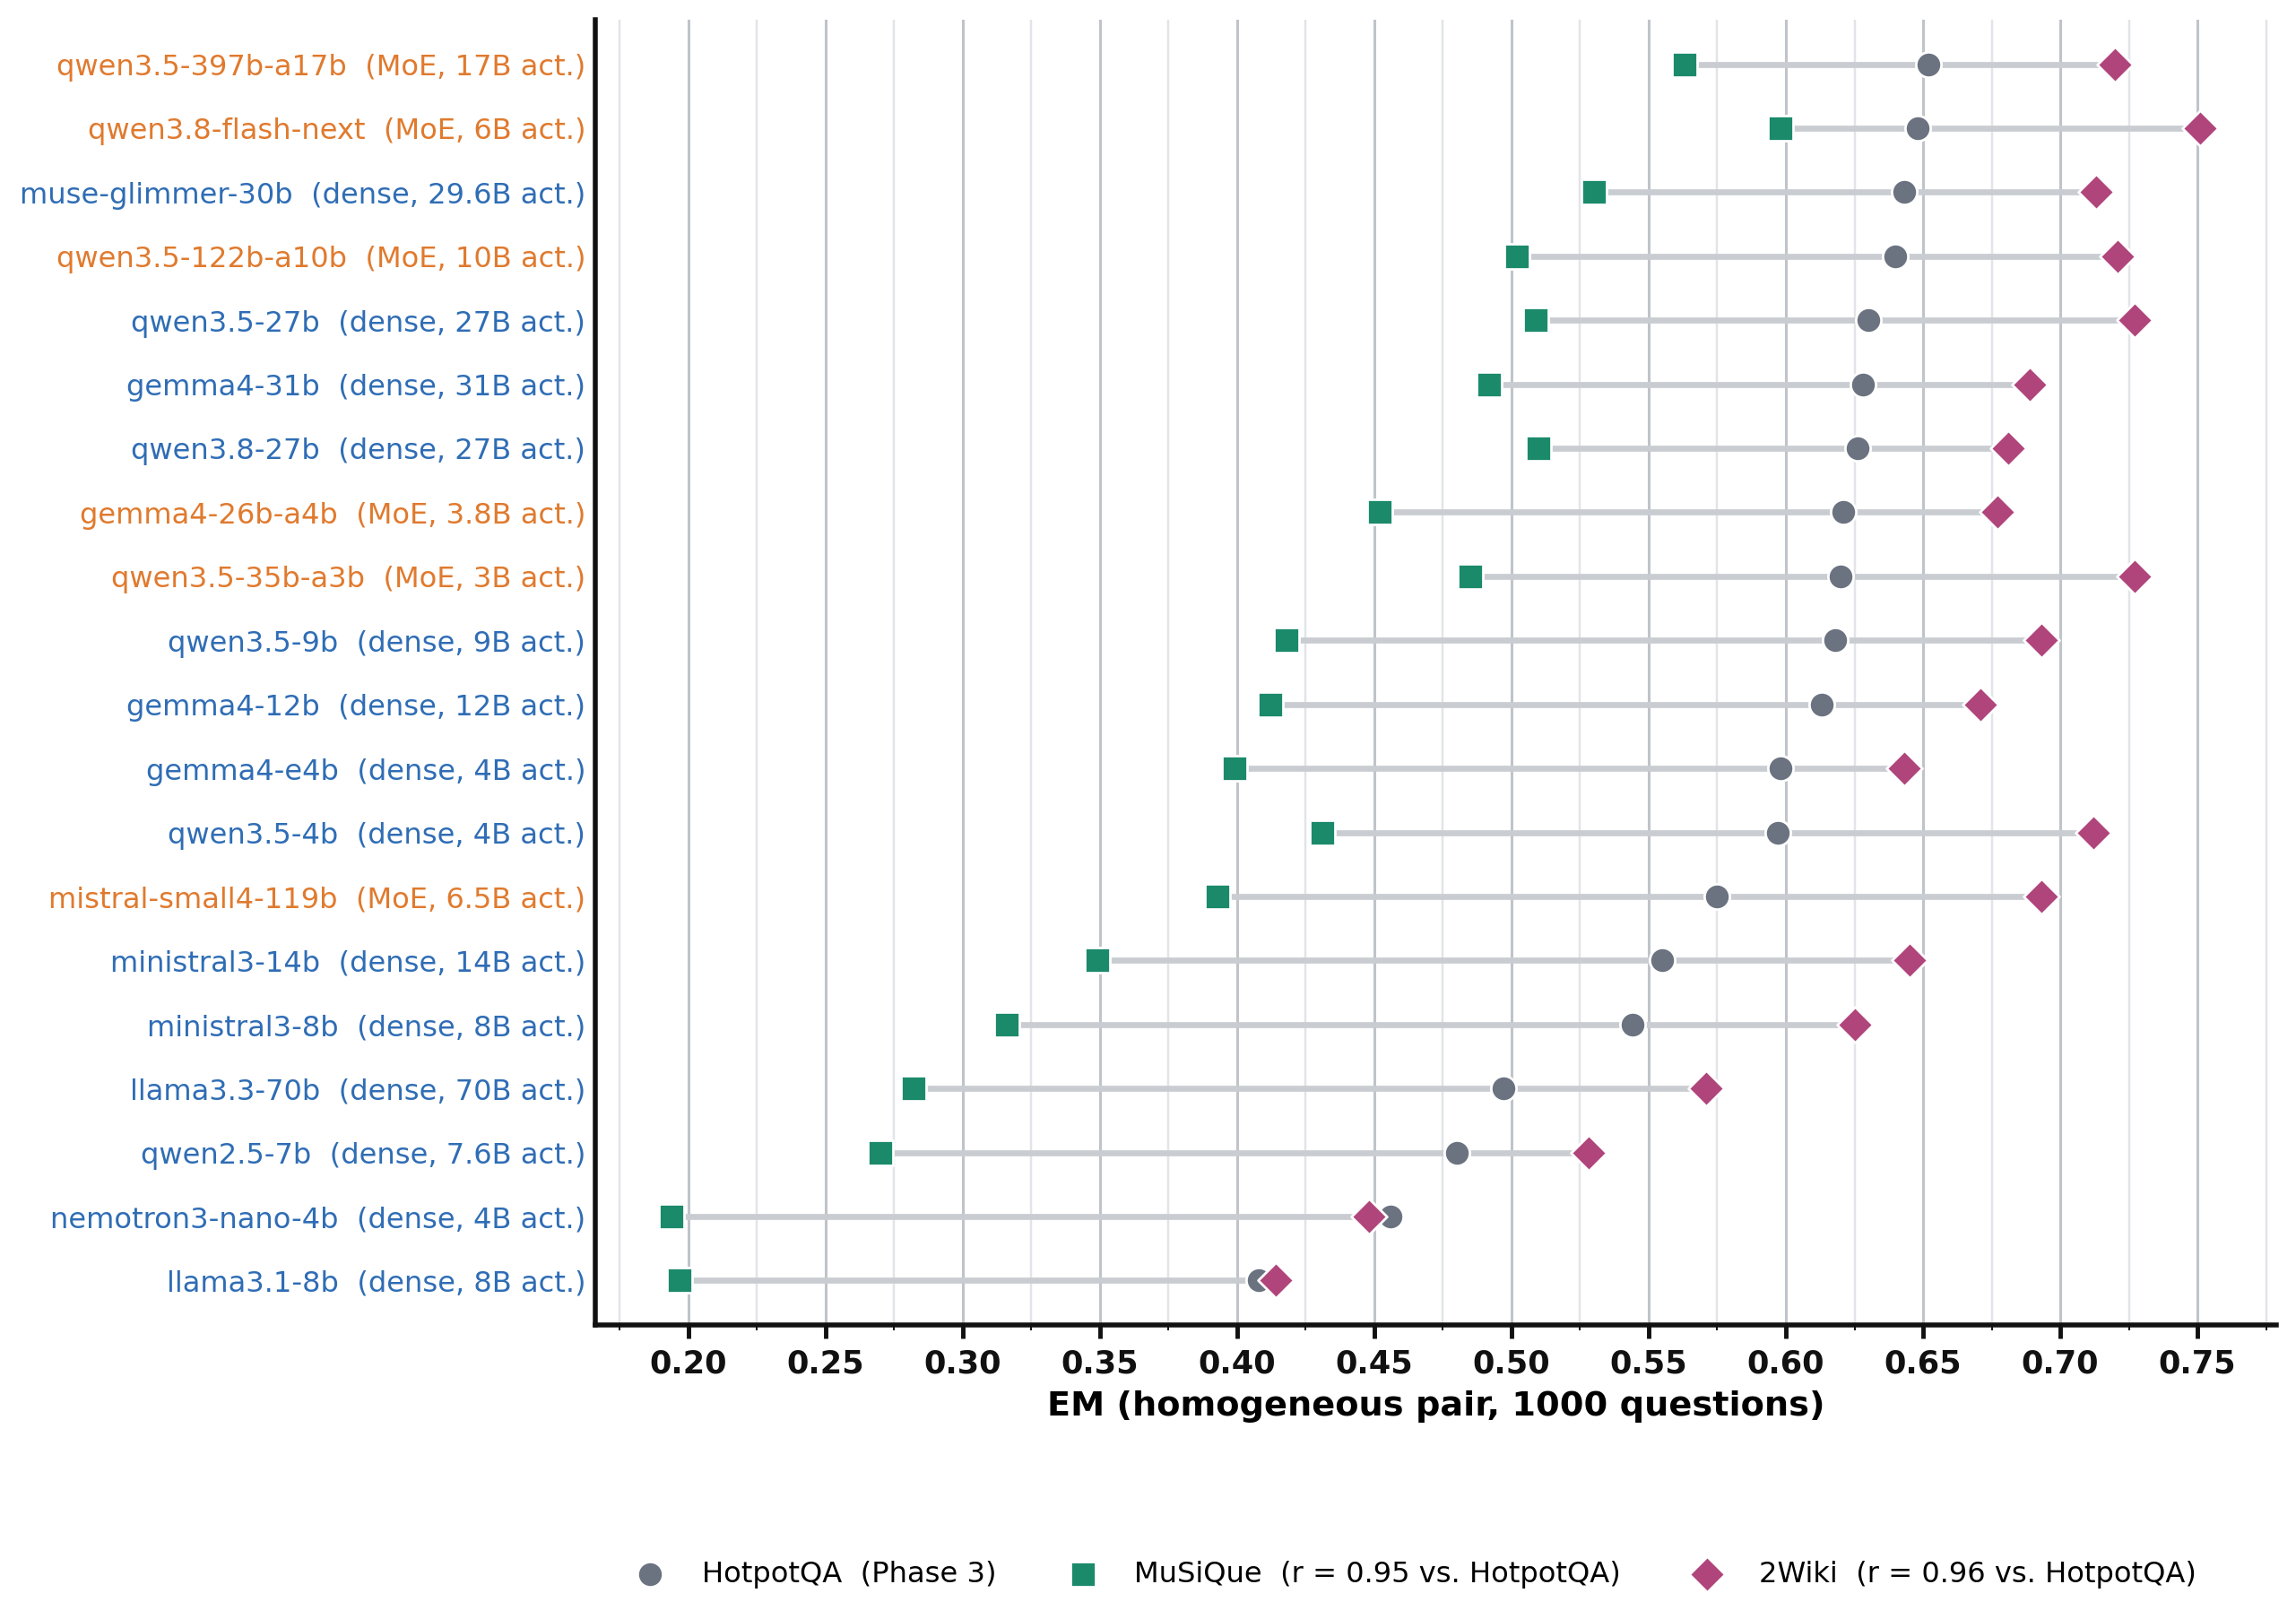 qwen3.5-397b-a17b (MoE, 17B act.)
qwen3.8-flash-next (MoE, 6B act.)
muse-glimmer-30b (dense, 29.6B act.)
qwen3.5-122b-a10b (MoE, 10B act.)
qwen3.5-27b (dense, 27B act.)
gemma4-31b (dense, 31B act.)
qwen3.8-27b (dense, 27B act.)
gemma4-26b-a4b (MoE, 3.8B act.)
qwen3.5-35b-a3b (MoE, 3B act.)
qwen3.5-9b (dense, 9B act.)
gemma4-12b (dense, 12B act.)
gemma4-e4b (dense, 4B act.)
qwen3.5-4b (dense, 4B act.)
mistral-small4-119b (MoE, 6.5B act.)
ministral3-14b (dense, 14B act.)
ministral3-8b (dense, 8B act.)
llama3.3-70b (dense, 70B act.)
qwen2.5-7b (dense, 7.6B act.)
nemotron3-nano-4b (dense, 4B act.)
llama3.1-8b (dense, 8B act.)
0.20 0.25 0.30 0.35 0.40 0.45 0.50 0.55 0.60 0.65 0.70 0.75
EM (homogeneous pair, 1000 questions)
HotpotQA (Phase 3) MuSiQue (r = 0.95 vs. HotpotQA) 2Wiki (r = 0.96 vs. HotpotQA)